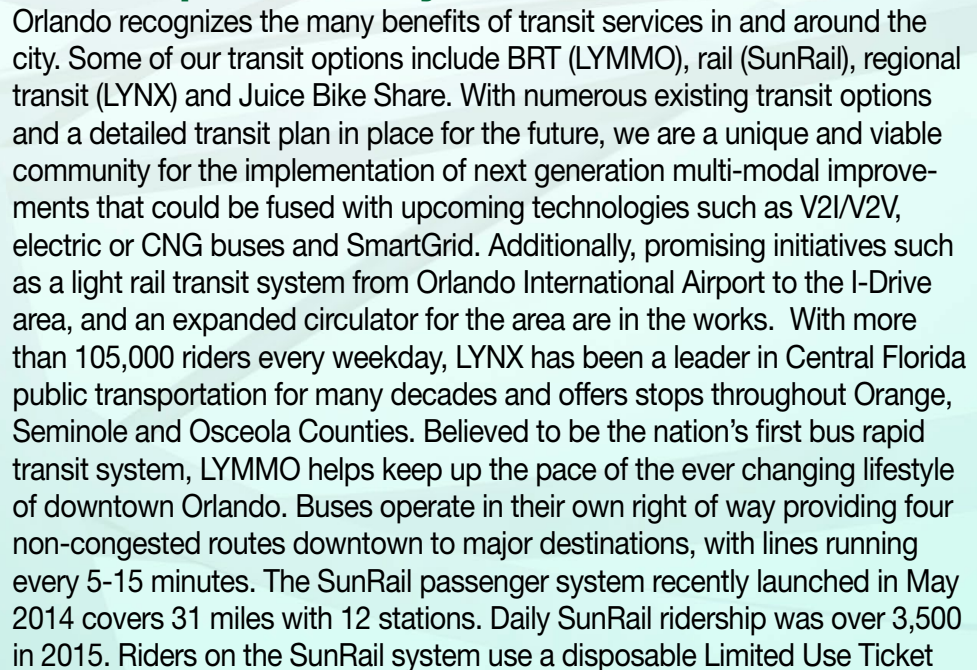 Orlando recognizes the many benefits of transit services in and around the
city. Some of our transit options include BRT (LYMMO), rail (SunRail), regional
transit (LYNX) and Juice Bike Share. With numerous existing transit options
and a detailed transit plan in place for the future, we are a unique and viable
community for the implementation of next generation multi-modal improve-
ments that could be fused with upcoming technologies such as V2I/V2V,
electric or CNG buses and SmartGrid. Additionally, promising initiatives such
as a light rail transit system from Orlando International Airport to the I-Drive
area, and an expanded circulator for the area are in the works.  With more
than 105,000 riders every weekday, LYNX has been a leader in Central Florida
public transportation for many decades and offers stops throughout Orange,
Seminole and Osceola Counties. Believed to be the nation’s first bus rapid
transit system, LYMMO helps keep up the pace of the ever changing lifestyle
of downtown Orlando. Buses operate in their own right of way providing four
non-congested routes downtown to major destinations, with lines running
every 5-15 minutes. The SunRail passenger system recently launched in May
2014 covers 31 miles with 12 stations. Daily SunRail ridership was over 3,500
in 2015. Riders on the SunRail system use a disposable Limited Use Ticket